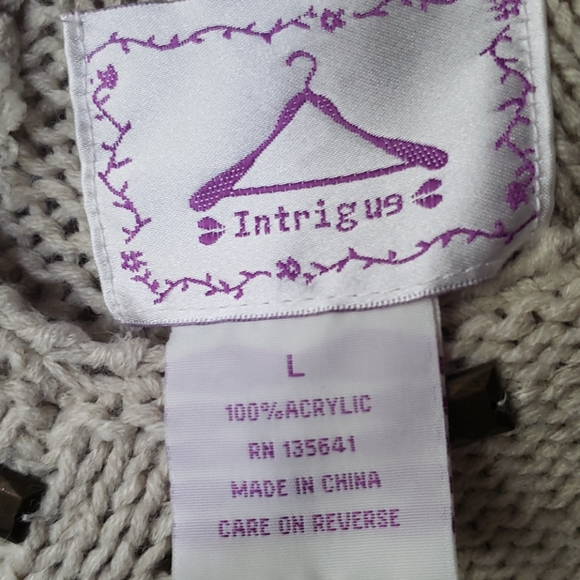 Intrigue
L
100%ACRYLIC
RN 135641
MADE IN CHINA
CARE ON REVERSE